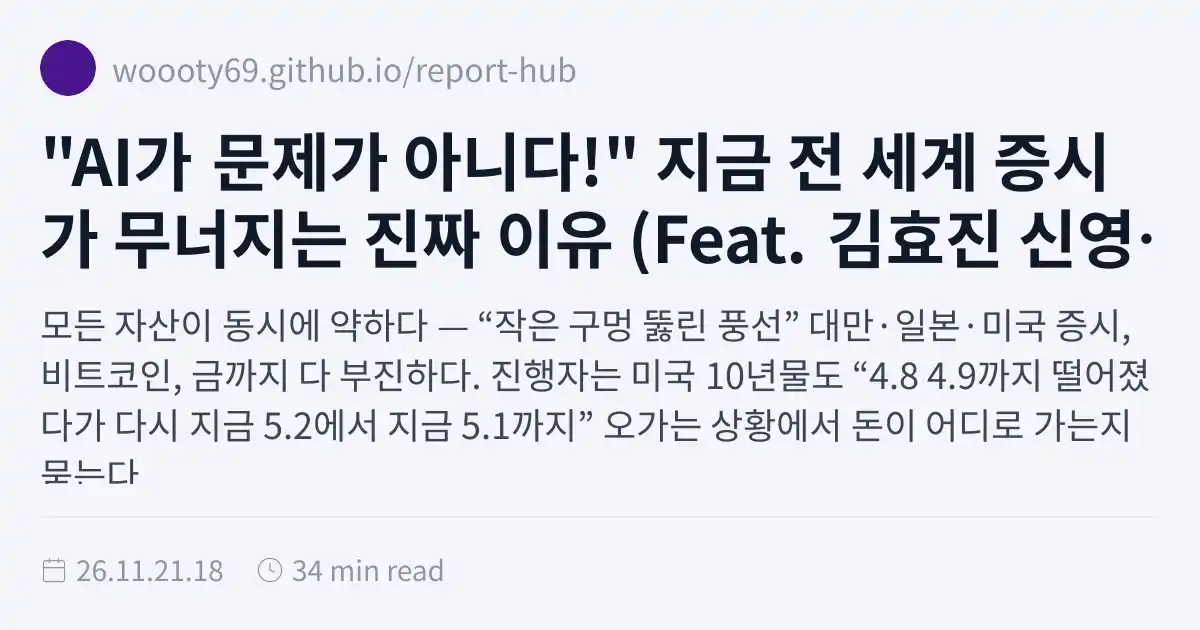 woooty69.github.io/report-hub
"AI가 문제가 아니다!" 지금 전 세계 증시
가 무너지는 진짜 이유 (Feat. 김효진 신영·
모든 자산이 동시에 약하다 — “작은 구멍 뚫린 풍선” 대만·일본·미국 증시,
비트코인, 금까지 다 부진하다. 진행자는 미국 10년물도 “4.8 4.9까지 떨어졌
다가 다시 지금 5.2에서 지금 5.1까지” 오가는 상황에서 돈이 어디로 가는지
묻는다
26.11.21.18
34 min read